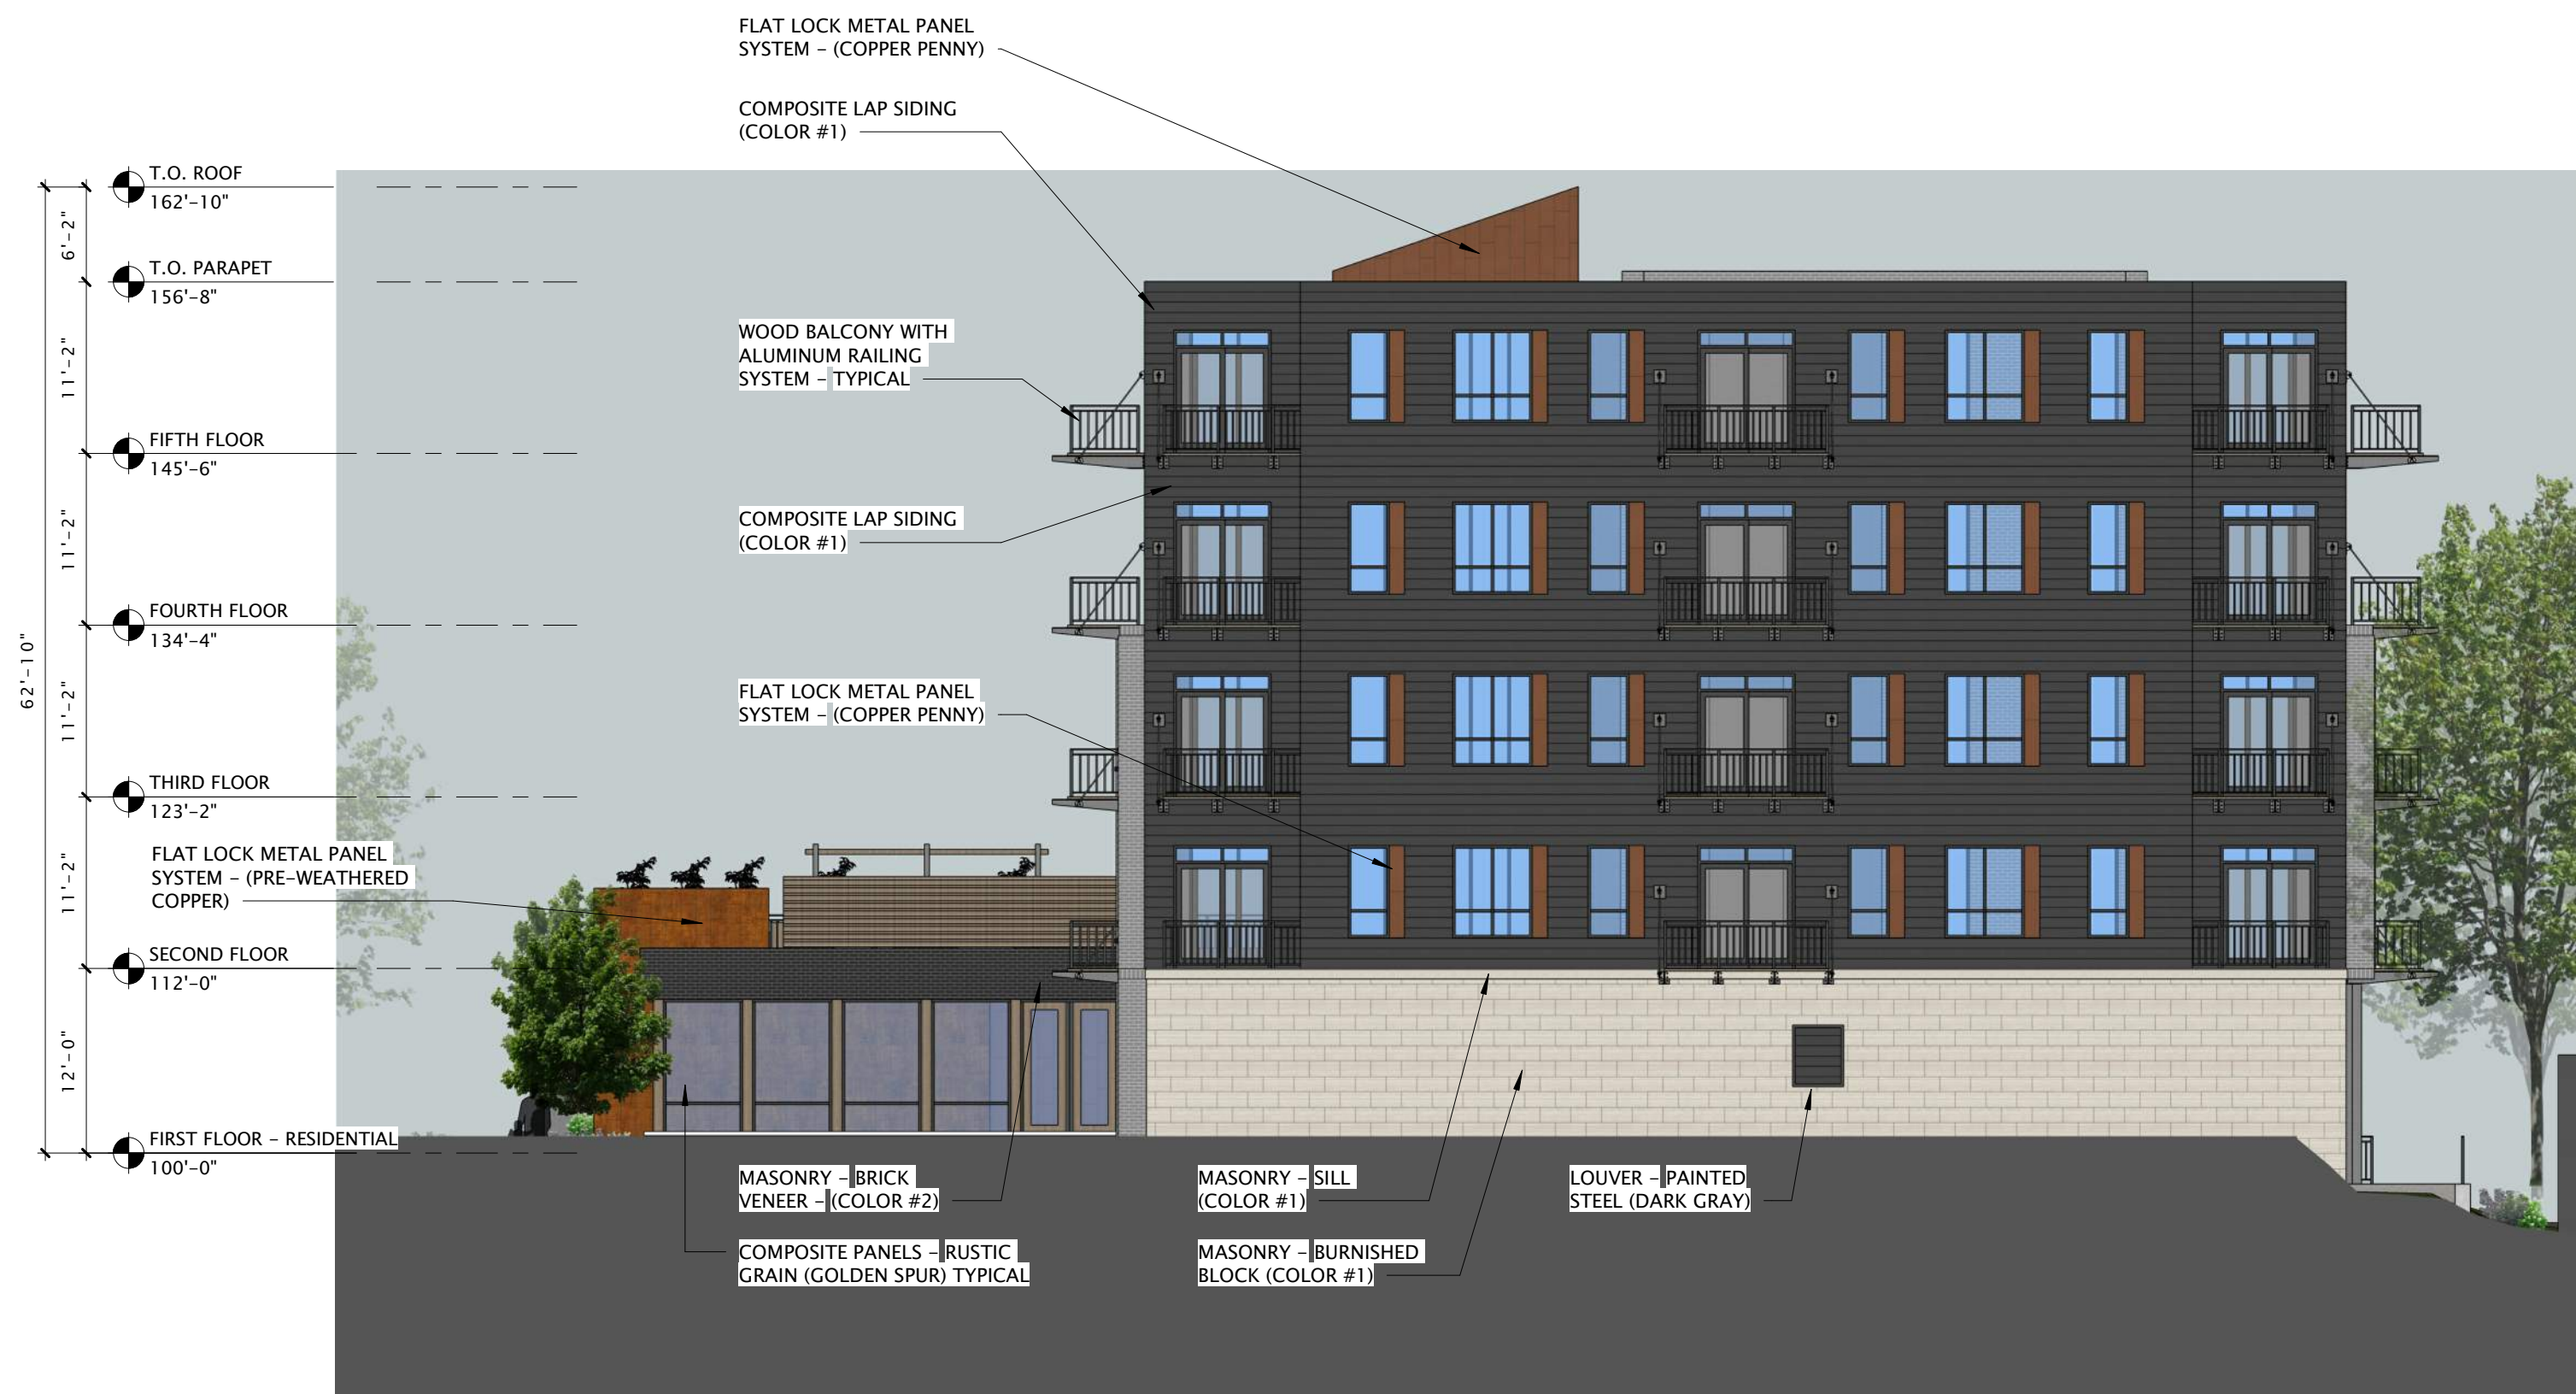 FLAT LOCK METAL PANEL
SYSTEM – (COPPER PENNY)
COMPOSITE LAP SIDING
(COLOR #1)
T.O. ROOF
162'–10"
6'–2"
T.O. PARAPET
156'–8"
WOOD BALCONY WITH
ALUMINUM RAILING
SYSTEM – TYPICAL
11'–2"
FIFTH FLOOR
145'–6"
COMPOSITE LAP SIDING
(COLOR #1)
11'–2"
FOURTH FLOOR
134'–4"
62'–10"
FLAT LOCK METAL PANEL
SYSTEM – (COPPER PENNY)
11'–2"
THIRD FLOOR
123'–2"
FLAT LOCK METAL PANEL
SYSTEM – (PRE–WEATHERED
COPPER)
11'–2"
SECOND FLOOR
112'–0"
12'–0"
FIRST FLOOR – RESIDENTIAL
100'–0"
MASONRY – BRICK
VENEER – (COLOR #2)
COMPOSITE PANELS – RUSTIC
GRAIN (GOLDEN SPUR) TYPICAL
MASONRY – SILL
(COLOR #1)
MASONRY – BURNISHED
BLOCK (COLOR #1)
LOUVER – PAINTED
STEEL (DARK GRAY)